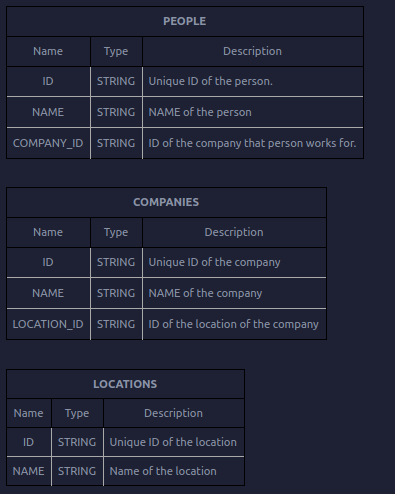 PEOPLE
Name Type Description
ID STRING Unique ID of the person.
NAME STRING NAME of the person
COMPANY_ID STRING ID of the company that person works for.
COMPANIES
Name Type Description
ID STRING Unique ID of the company
NAME STRING NAME of the company
LOCATION_ID STRING ID of the location of the company
LOCATIONS
Name Type Description
ID STRING Unique ID of the location
NAME STRING Name of the location